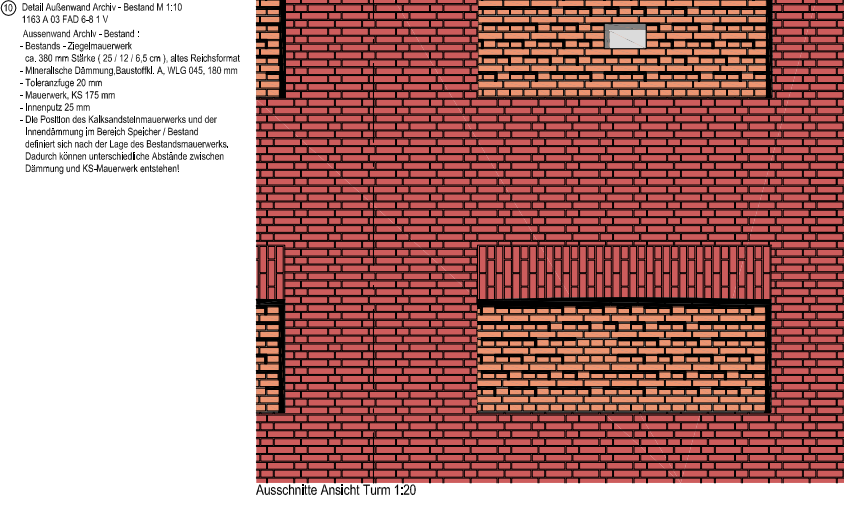 10 Detail Außenwand Archiv - Bestand M 1:10
1163 A 03 FAD 6-8 1 V
Aussenwand Archiv - Bestand :
- Bestands - Ziegelmauerwerk
ca. 380 mm Stärke ( 25 / 12 / 6,5 cm ), altes Reichsformat
- Mineralische Dämmung,Baustoffkl. A, WLG 045, 180 mm
- Toleranzfuge 20 mm
- Mauerwerk, KS 175 mm
- Innenputz 25 mm
- Die Position des Kalksandsteinmauerwerks und der
Innendämmung im Bereich Speicher / Bestand
definiert sich nach der Lage des Bestandsmauerwerks.
Dadurch können unterschiedliche Abstände zwischen
Dämmung und KS-Mauerwerk entstehen!
Ausschnitte Ansicht Turm 1:20